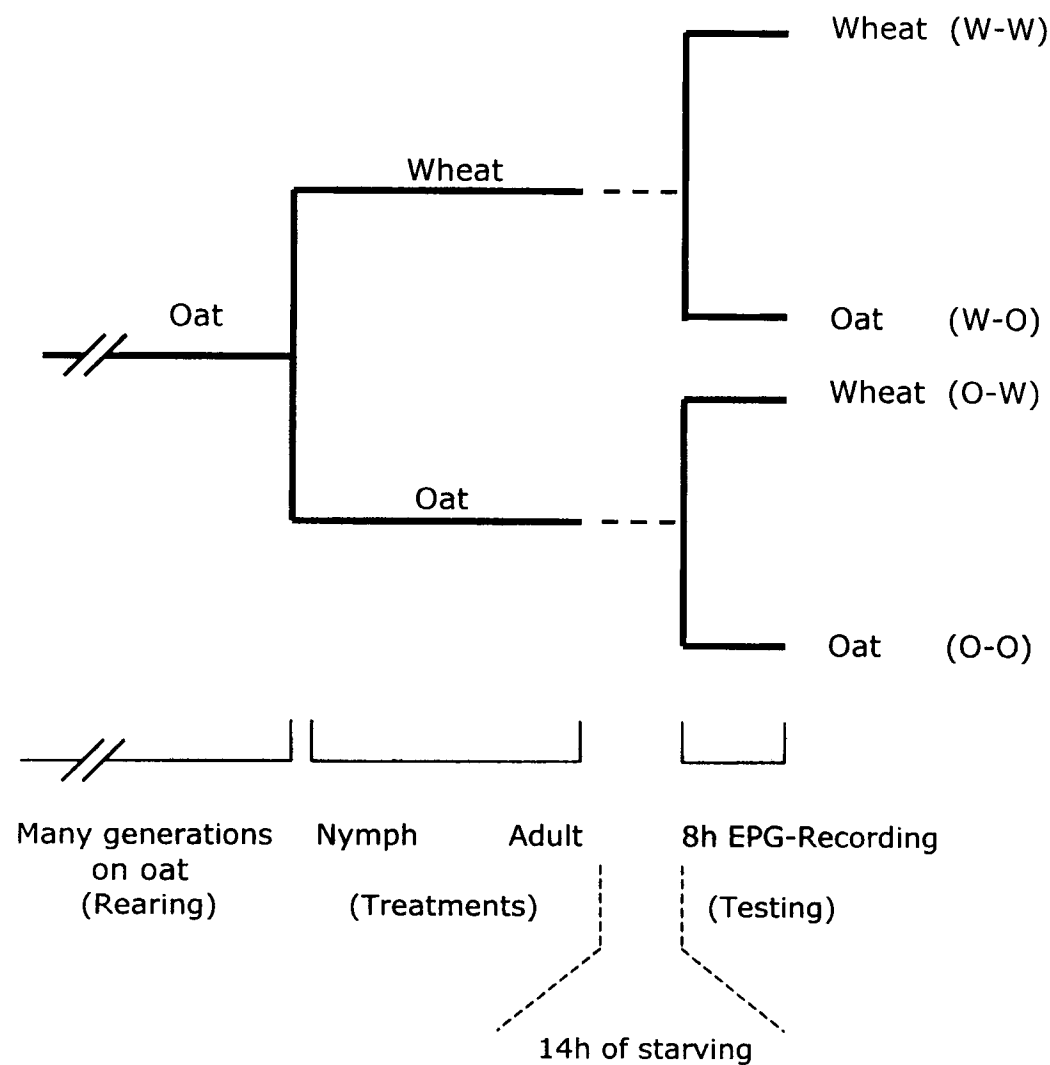 Wheat (W-W)
Wheat
Oat
Oat (W-O)
Wheat (O-W)
Oat
Oat (O-O)
Many generations
on oat
(Rearing)
Nymph Adult
(Treatments)
8h EPG-Recording
(Testing)
14h of starving